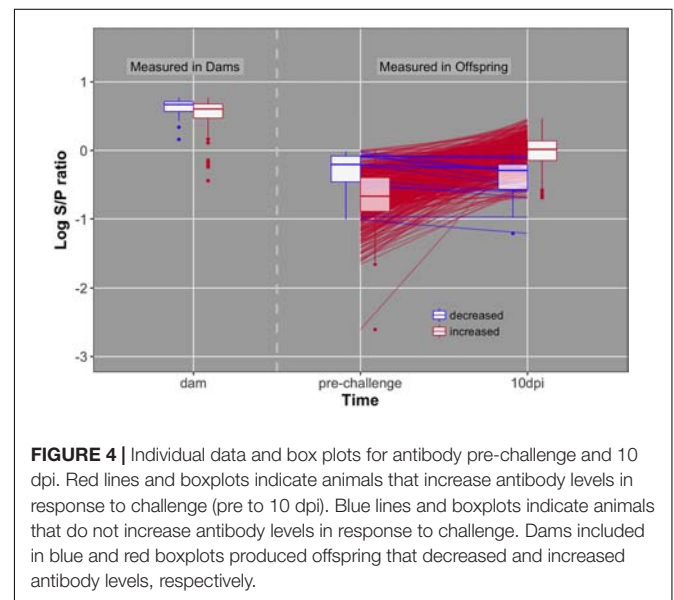 Measured in Dams
Measured in Offspring
1
0
-1
-2
-3
Log S/P ratio
decreased
increased
dam
pre-challenge
10dpi
Time
FIGURE 4 | Individual data and box plots for antibody pre-challenge and 10
dpi. Red lines and boxplots indicate animals that increase antibody levels in
response to challenge (pre to 10 dpi). Blue lines and boxplots indicate animals
that do not increase antibody levels in response to challenge. Dams included
in blue and red boxplots produced offspring that decreased and increased
antibody levels, respectively.